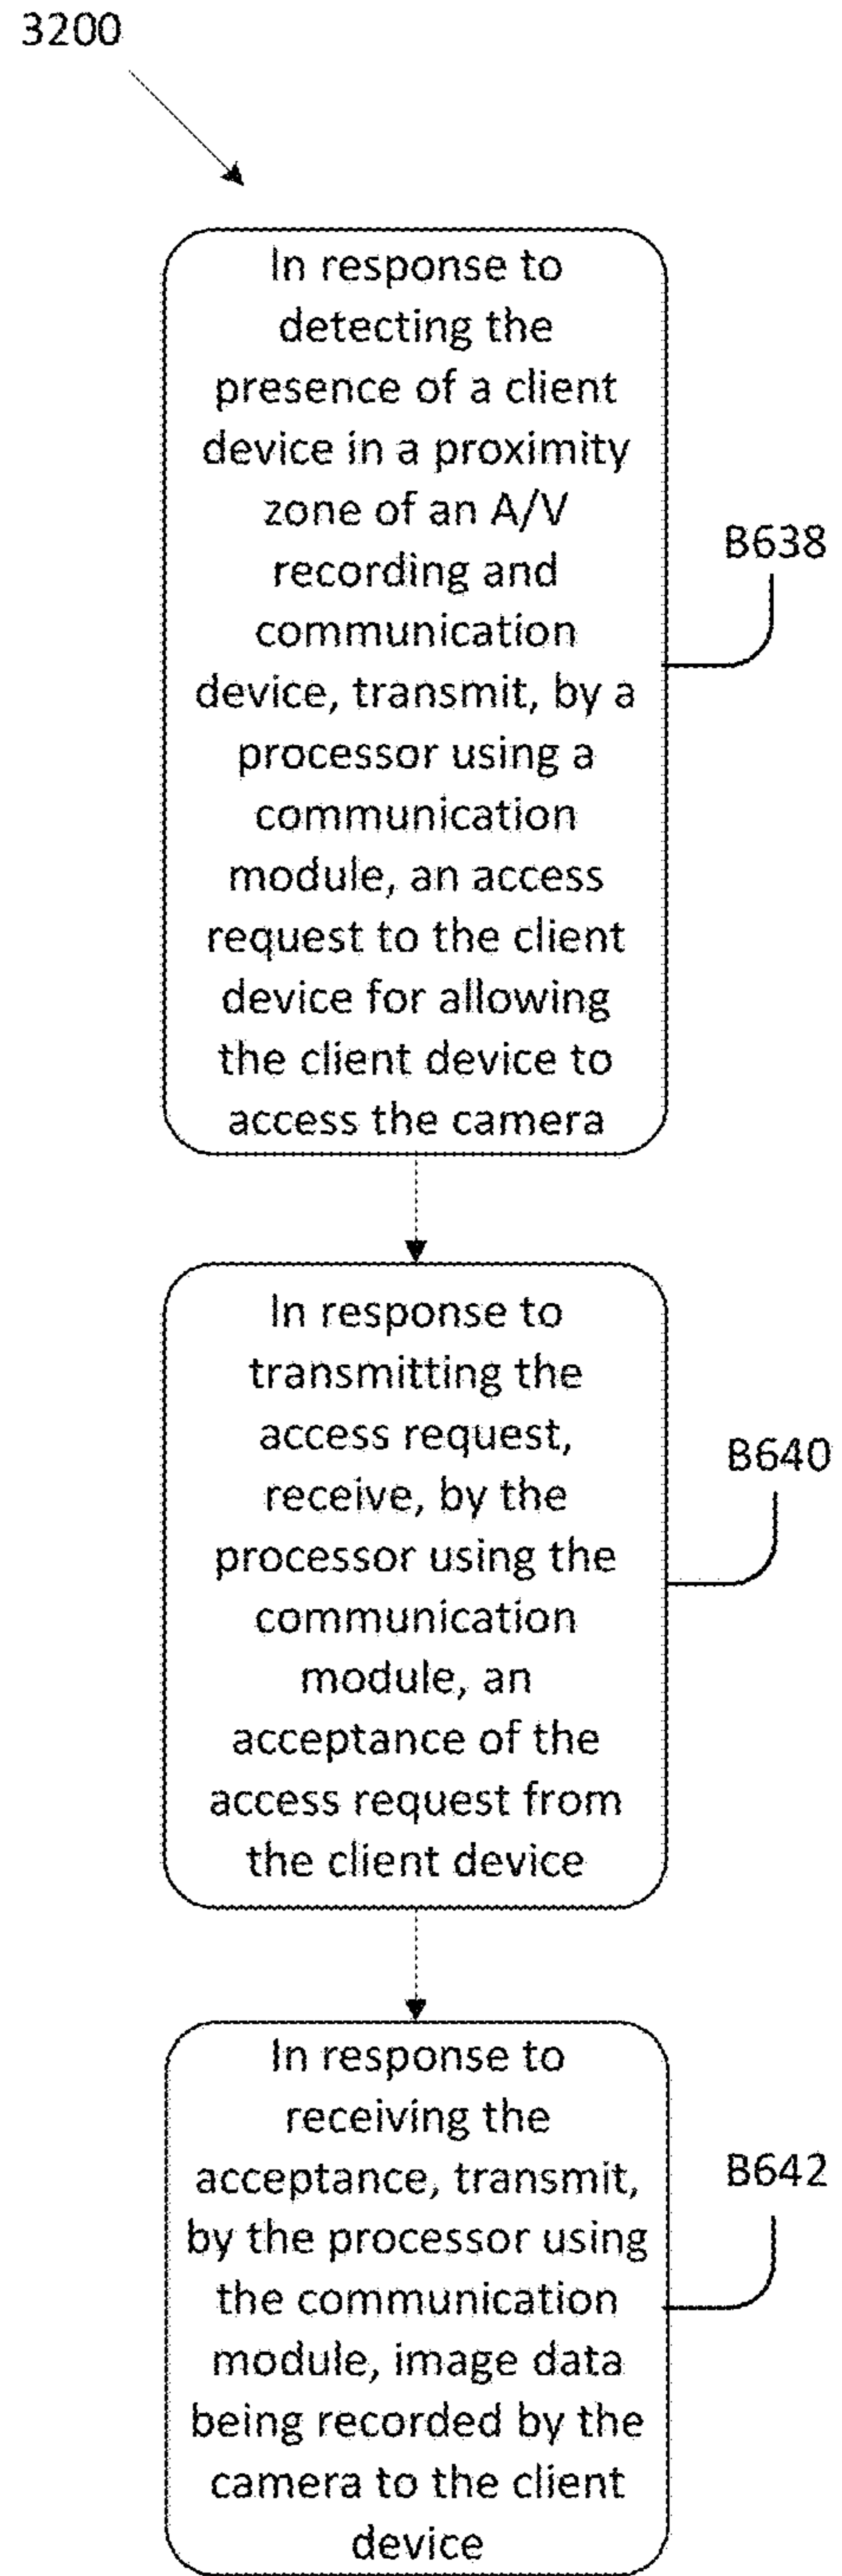 3200
In response to
detecting the
presence of a client
device in a proximity
zone of an A/V
recording and
communication
device, transmit, by a
processor using a
communication
module, an access
request to the client
device for allowing
the client device to
access the camera
B638
In response to
transmitting the
access request,
receive, by the
processor using the
communication
module, an
acceptance of the
access request from
the client device
B640
In response to
receiving the
acceptance, transmit,
by the processor using
the communication
module, image data
being recorded by the
camera to the client
device
B642